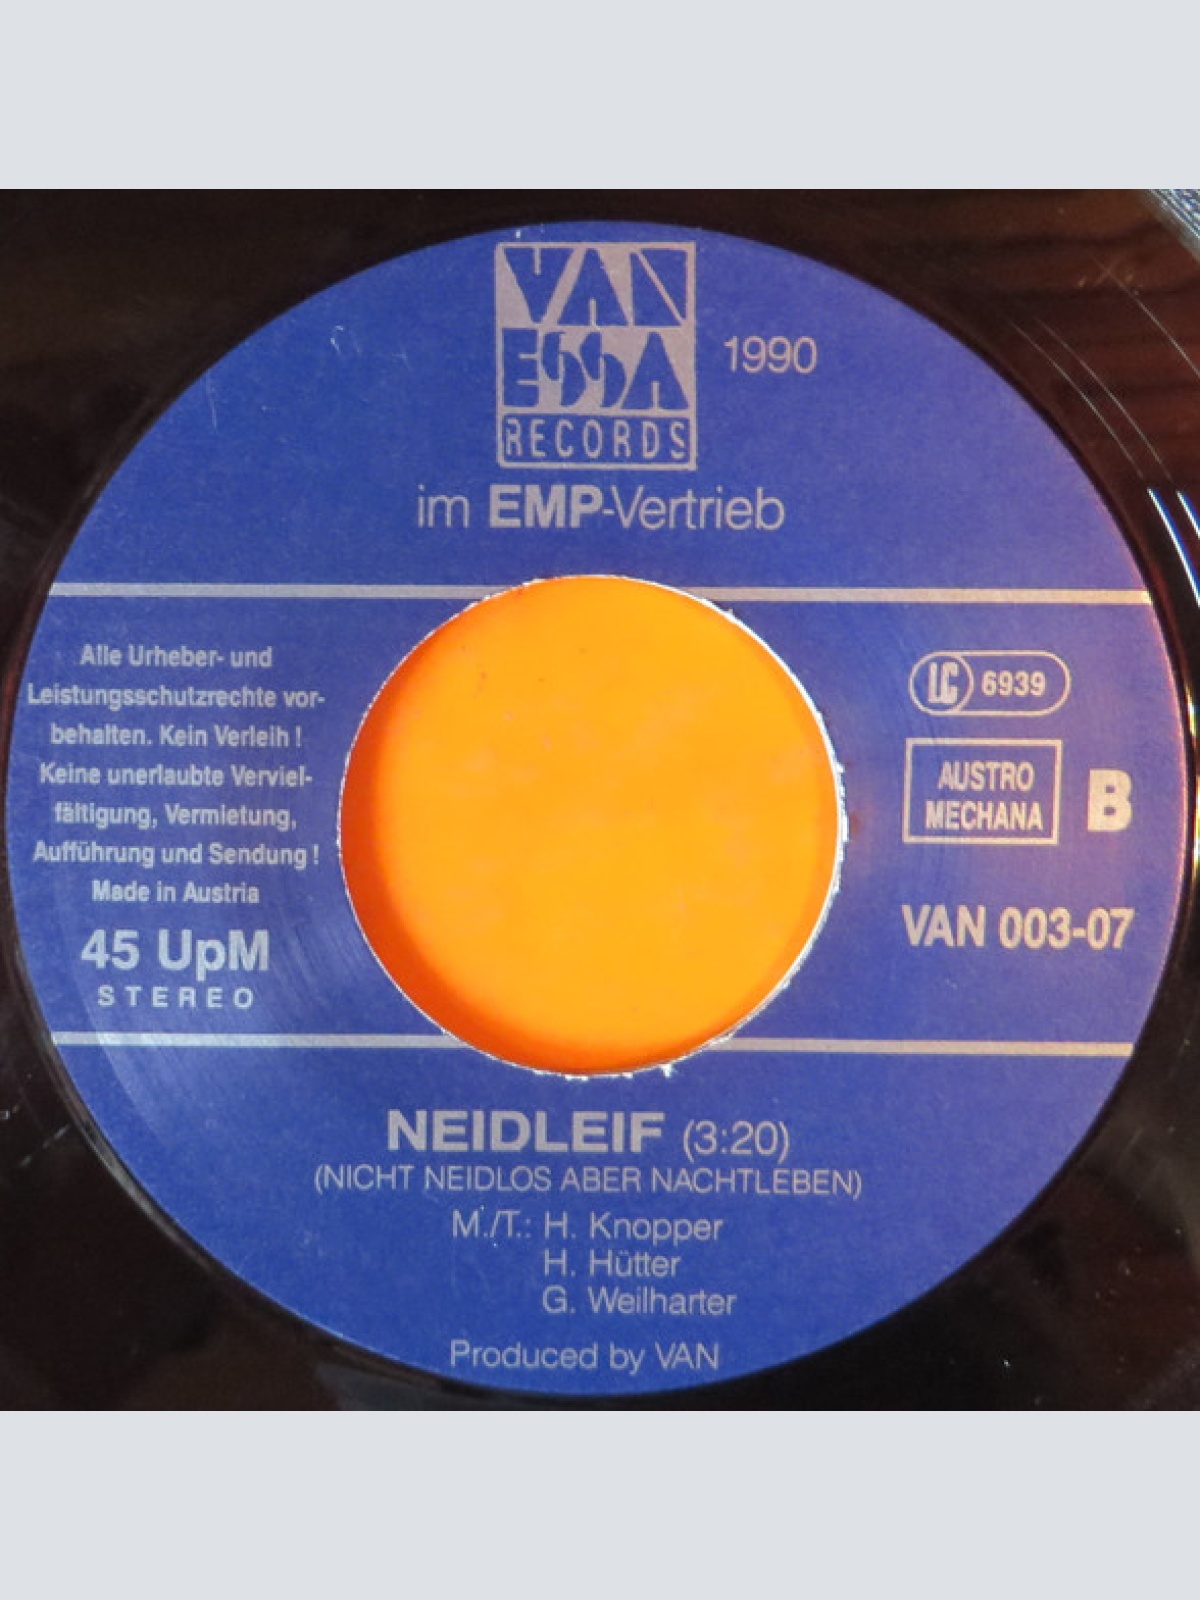 VAN
ESSA
RECORDS
1990
im EMP-Vertrieb
Alle Urheber- und
Leistungsschutzrechte vor-
behalten. Kein Verleih !
Keine unerlaubte Verviel-
fältigung, Vermietung,
Aufführung und Sendung !
Made in Austria
45 UpM
STEREO
LC 6939
AUSTRO
MECHANA
B
VAN 003-07
NEIDLEIF (3:20)
(NICHT NEIDLOS ABER NACHTLEBEN)
M./T.: H. Knopper
H. Hütter
G. Weilharter
Produced by VAN